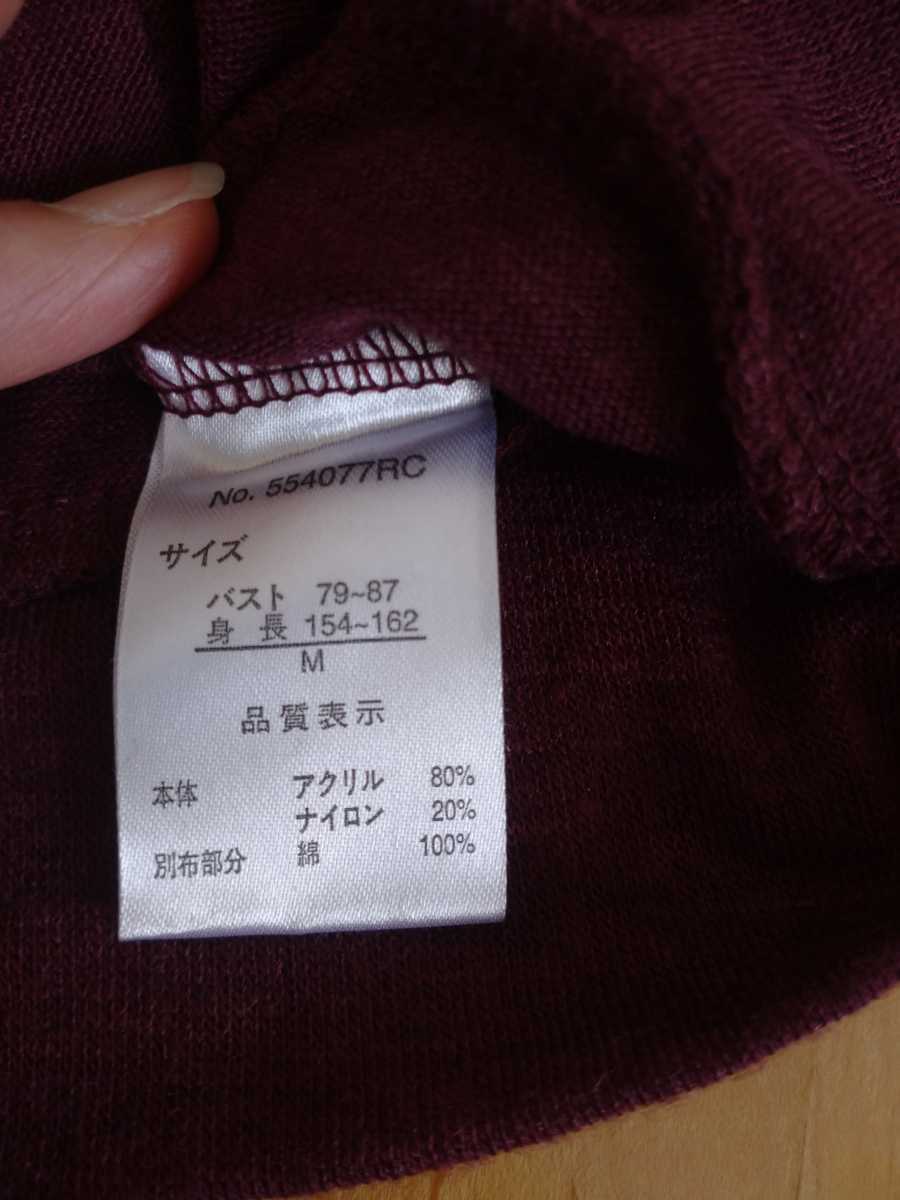 No. 554077RC
サイズ
バスト 79~87
身長 154~162
M
品質表示
本体 アクリル 80%
ナイロン 20%
別布部分 綿 100%